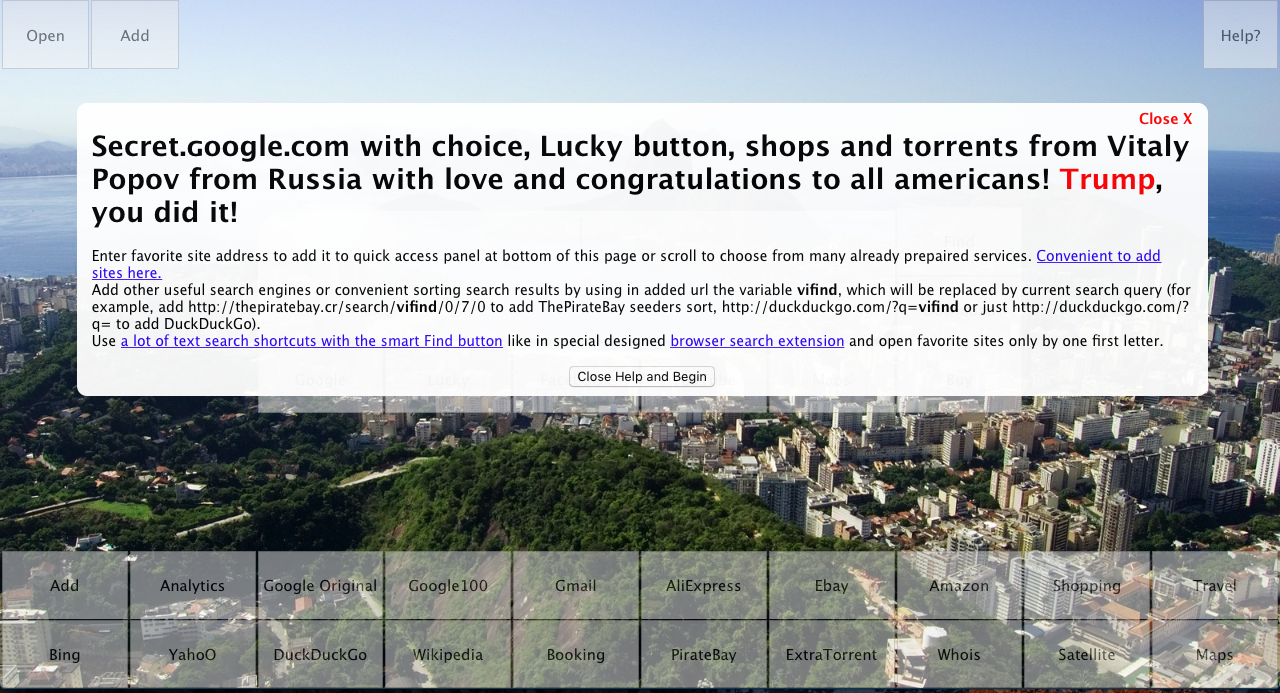 Open
Add
Help?
Close X
Secret.ɢoogle.com with choice, Lucky button, shops and torrents from Vitaly
Popov from Russia with love and congratulations to all americans! Trump,
you did it!
Enter favorite site address to add it to quick access panel at bottom of this page or scroll to choose from many already prepaired services. Convenient to add
sites here.
Add other useful search engines or convenient sorting search results by using in added url the variable vifind, which will be replaced by current search query (for
example, add http://thepiratebay.cr/search/vifind/0/7/0 to add ThePirateBay seeders sort, http://duckduckgo.com/?q=vifind or just http://duckduckgo.com/?
q= to add DuckDuckGo).
Use a lot of text search shortcuts with the smart Find button like in special designed browser search extension and open favorite sites only by one first letter.
Google Lucky
Close Help and Begin
Maps Buy
Add Analytics Google Original Google100 Gmail AliExpress Ebay Amazon Shopping Travel
Bing YahoO DuckDuckGo Wikipedia Booking PirateBay ExtraTorrent Whois Satellite Maps